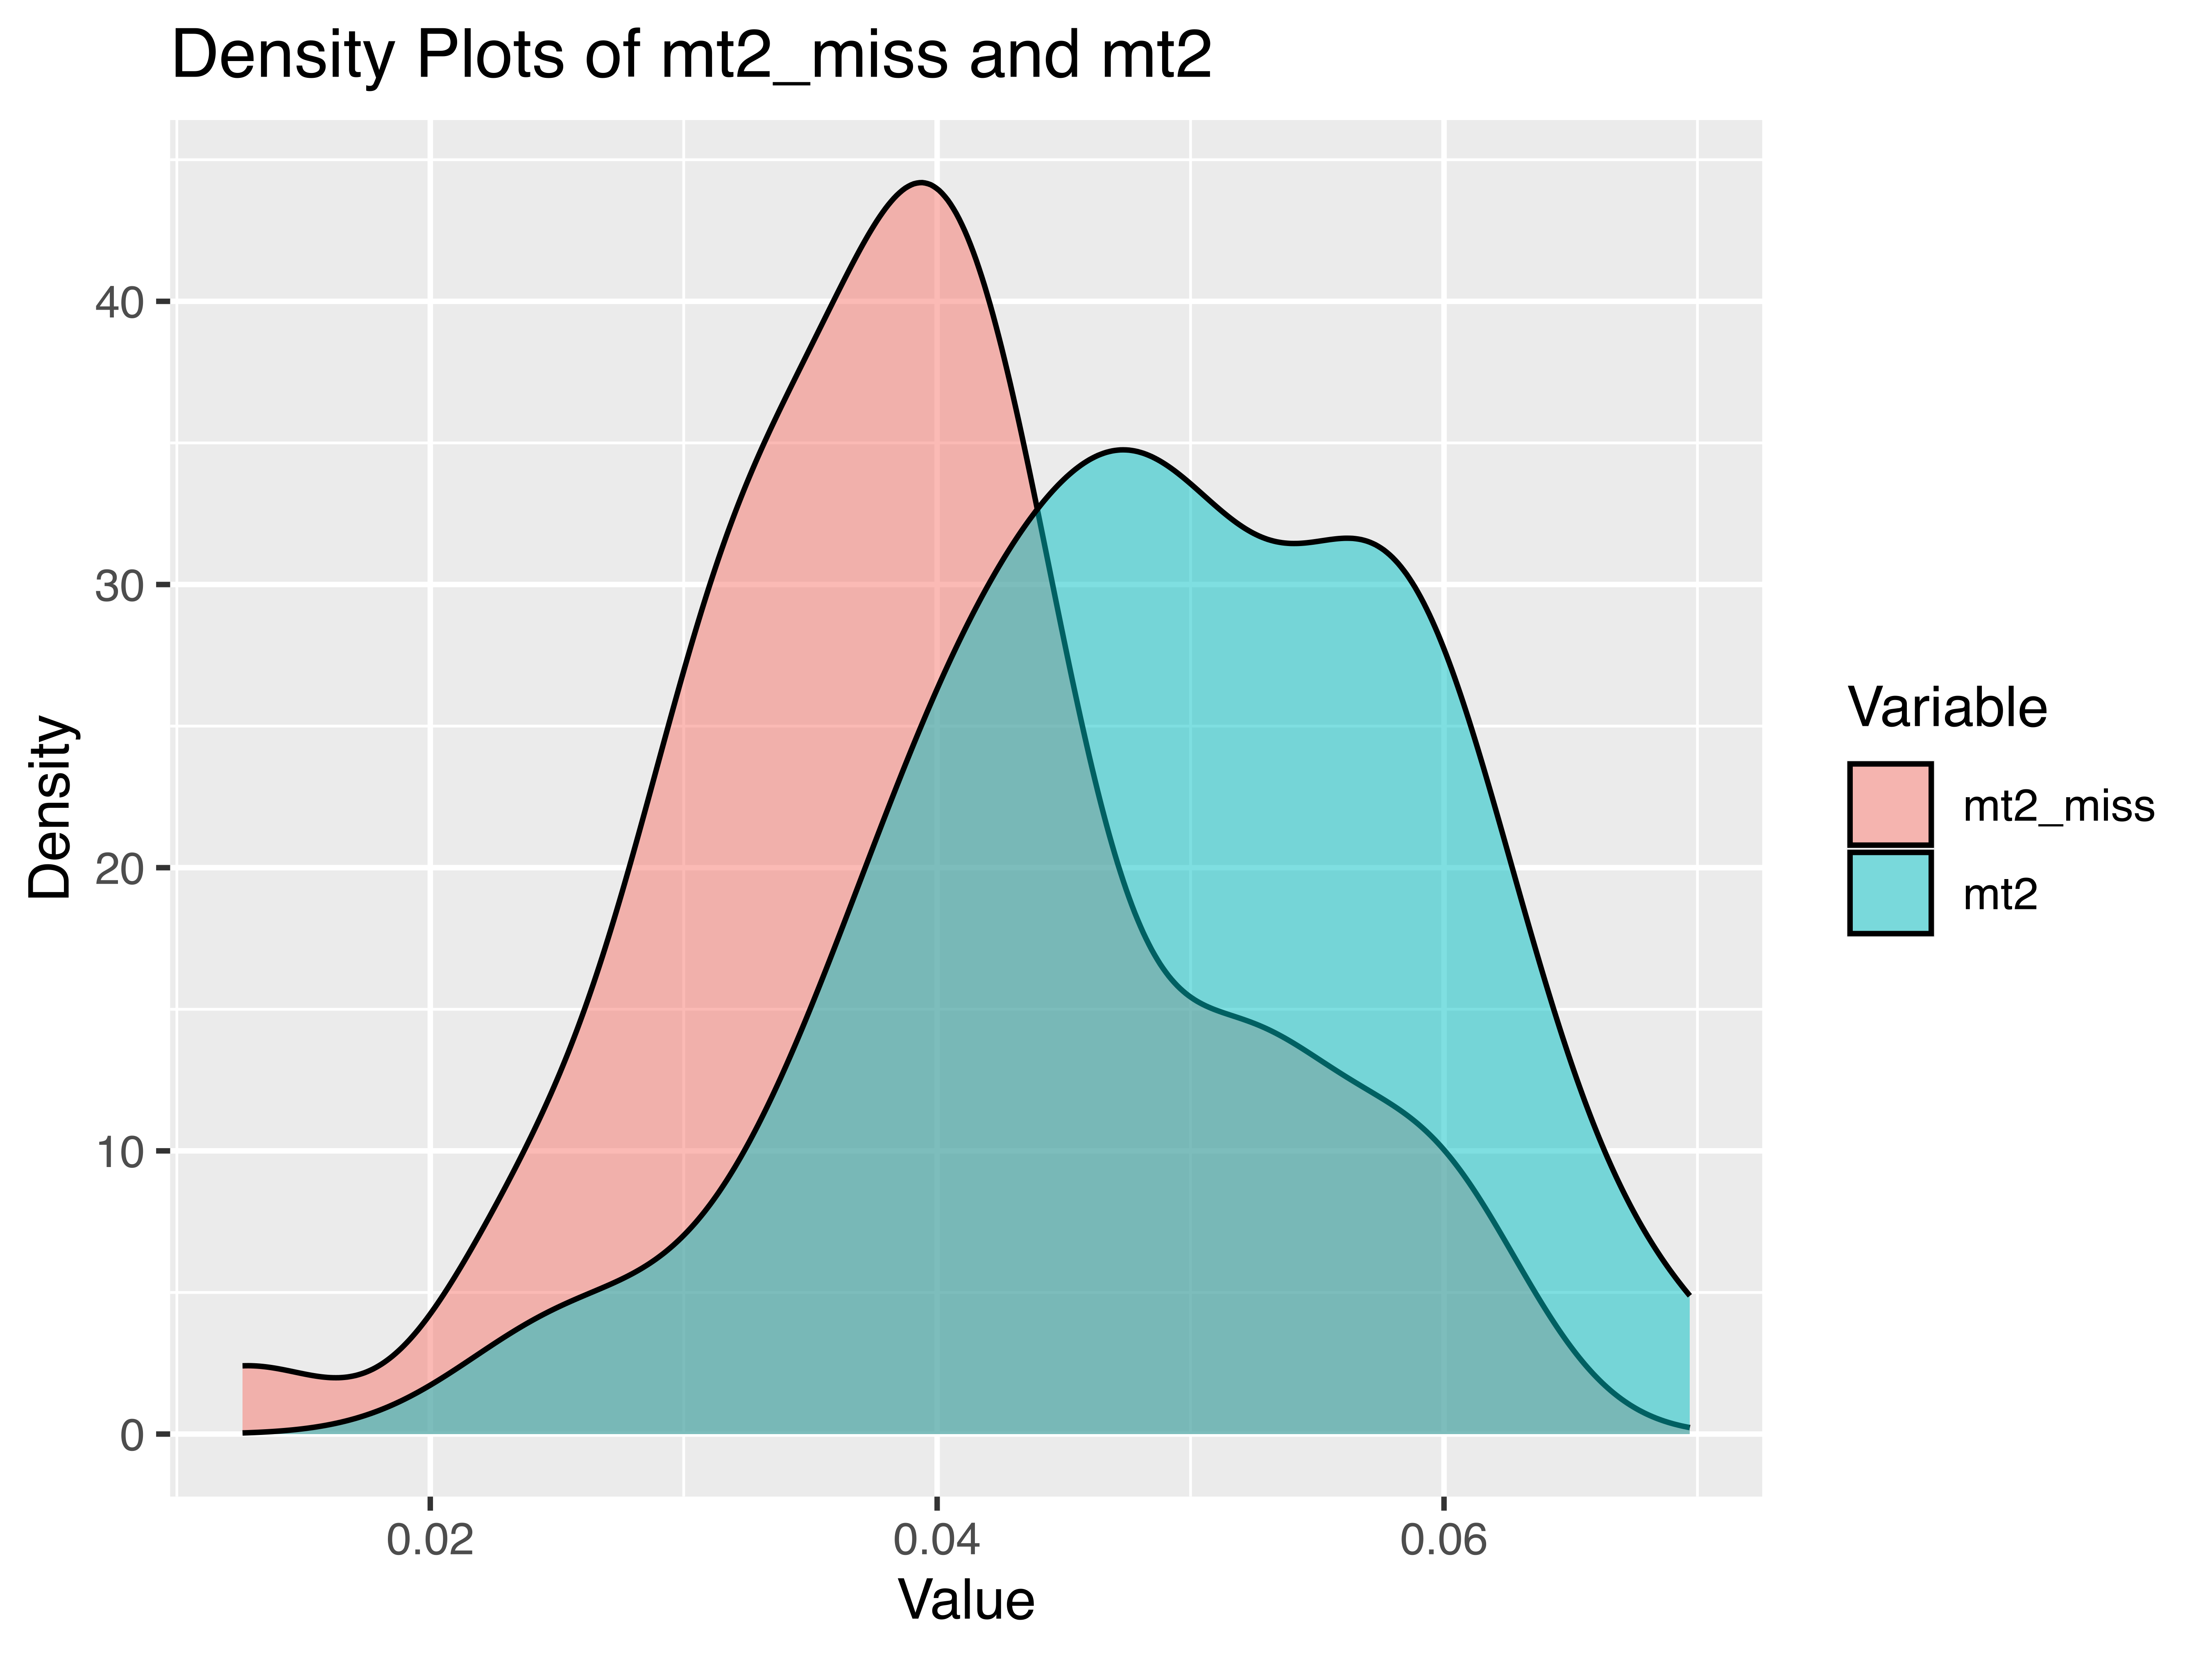 Density Plots of mt2_miss and mt2
Density
40
30
20
10
0
0.02 0.04 0.06
Value
Variable
mt2_miss
mt2